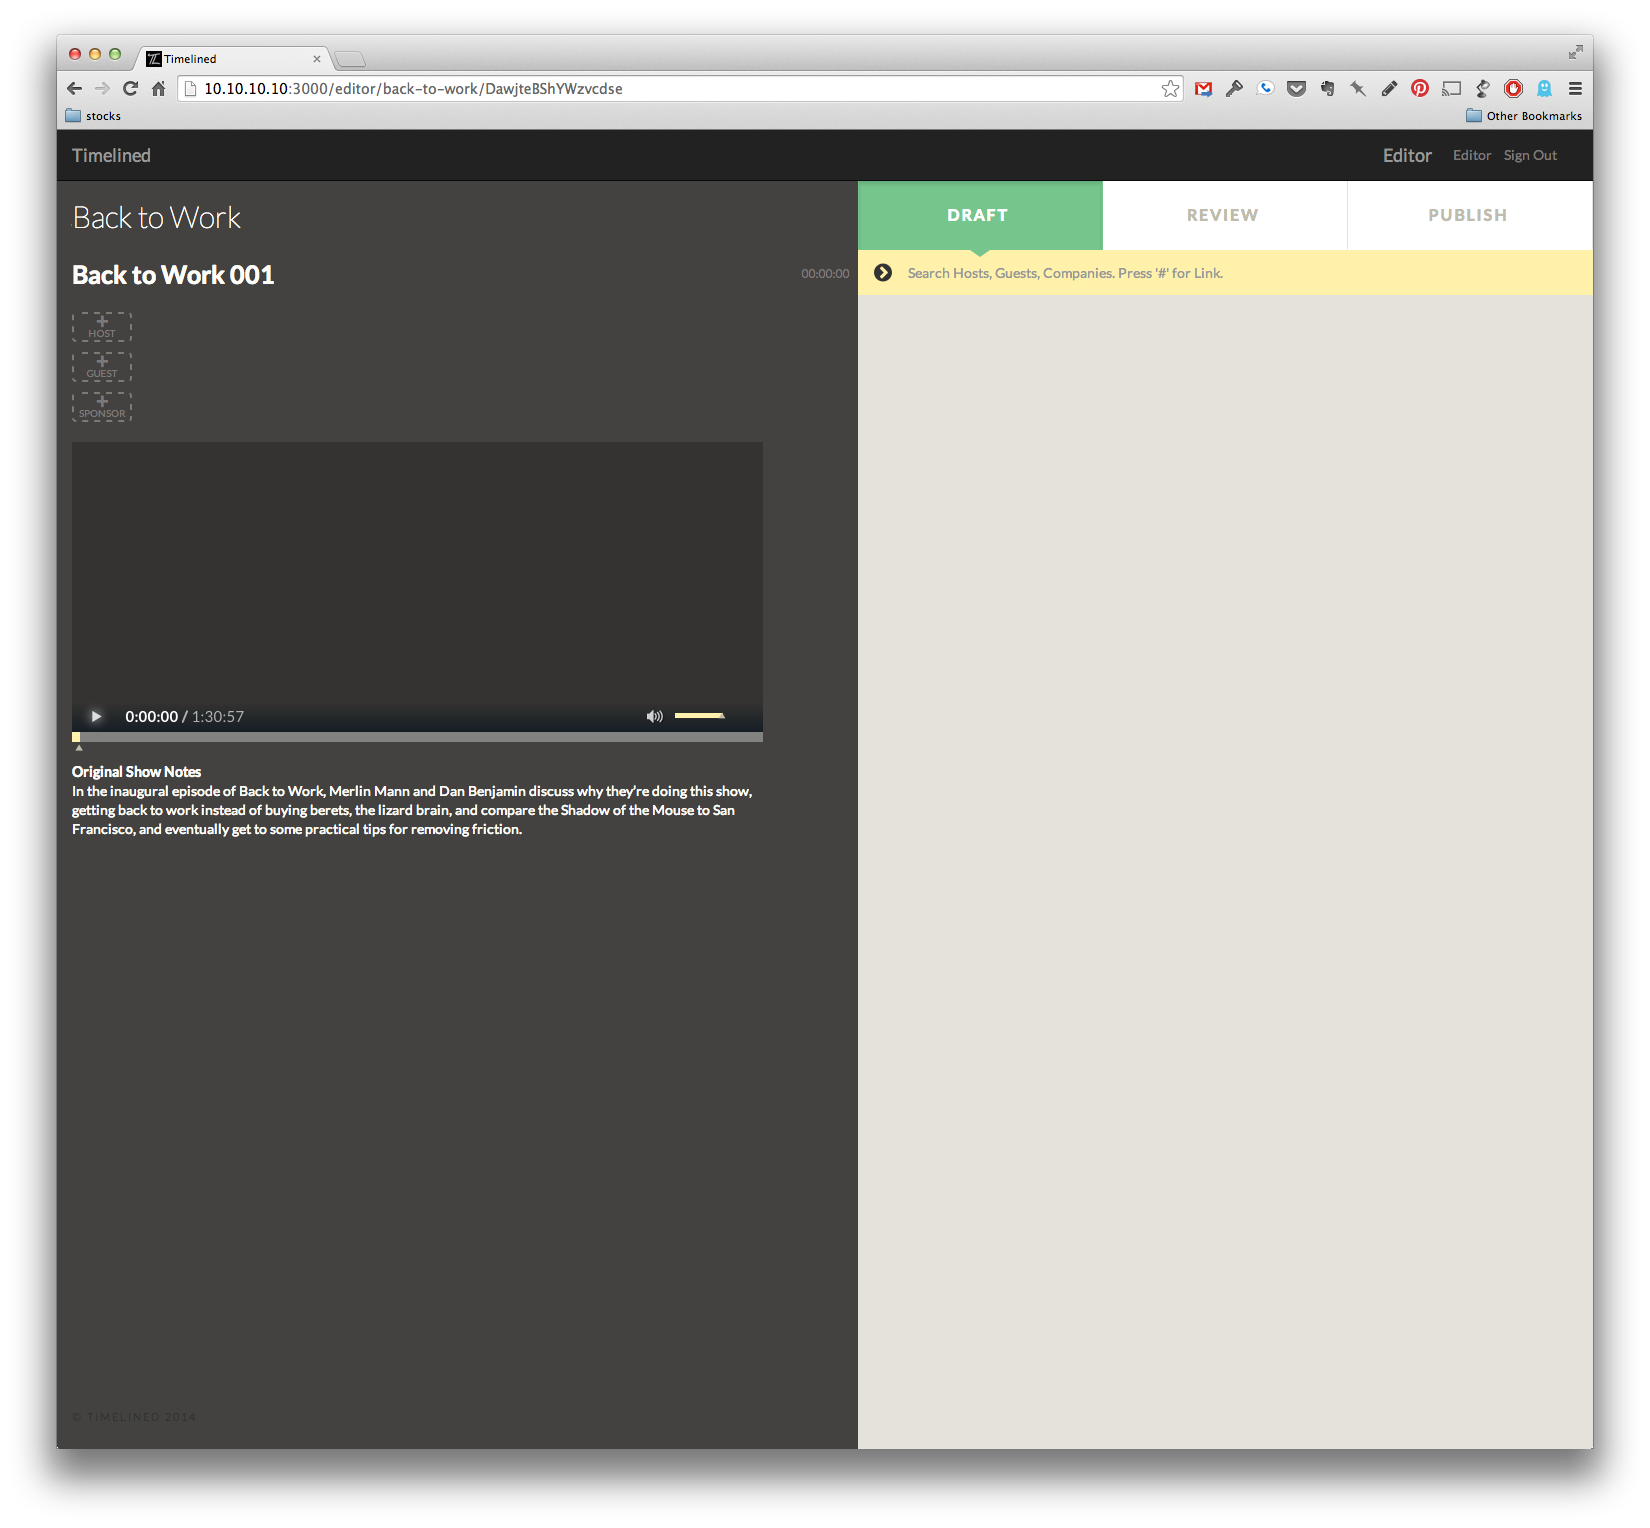 Timelined
10.10.10.10:3000/editor/back-to-work/DawjteBShYWzvcdse
stocks
Other Bookmarks
Timelined
Editor Editor Sign Out
Back to Work
DRAFT REVIEW PUBLISH
Back to Work 001
00:00:00
Search Hosts, Guests, Companies. Press '#' for Link.
HOST
GUEST
SPONSOR
0:00:00 / 1:30:57
Original Show Notes
In the inaugural episode of Back to Work, Merlin Mann and Dan Benjamin discuss why they’re doing this show,
getting back to work instead of buying berets, the lizard brain, and compare the Shadow of the Mouse to San
Francisco, and eventually get to some practical tips for removing friction.
© TIMELINED 2014